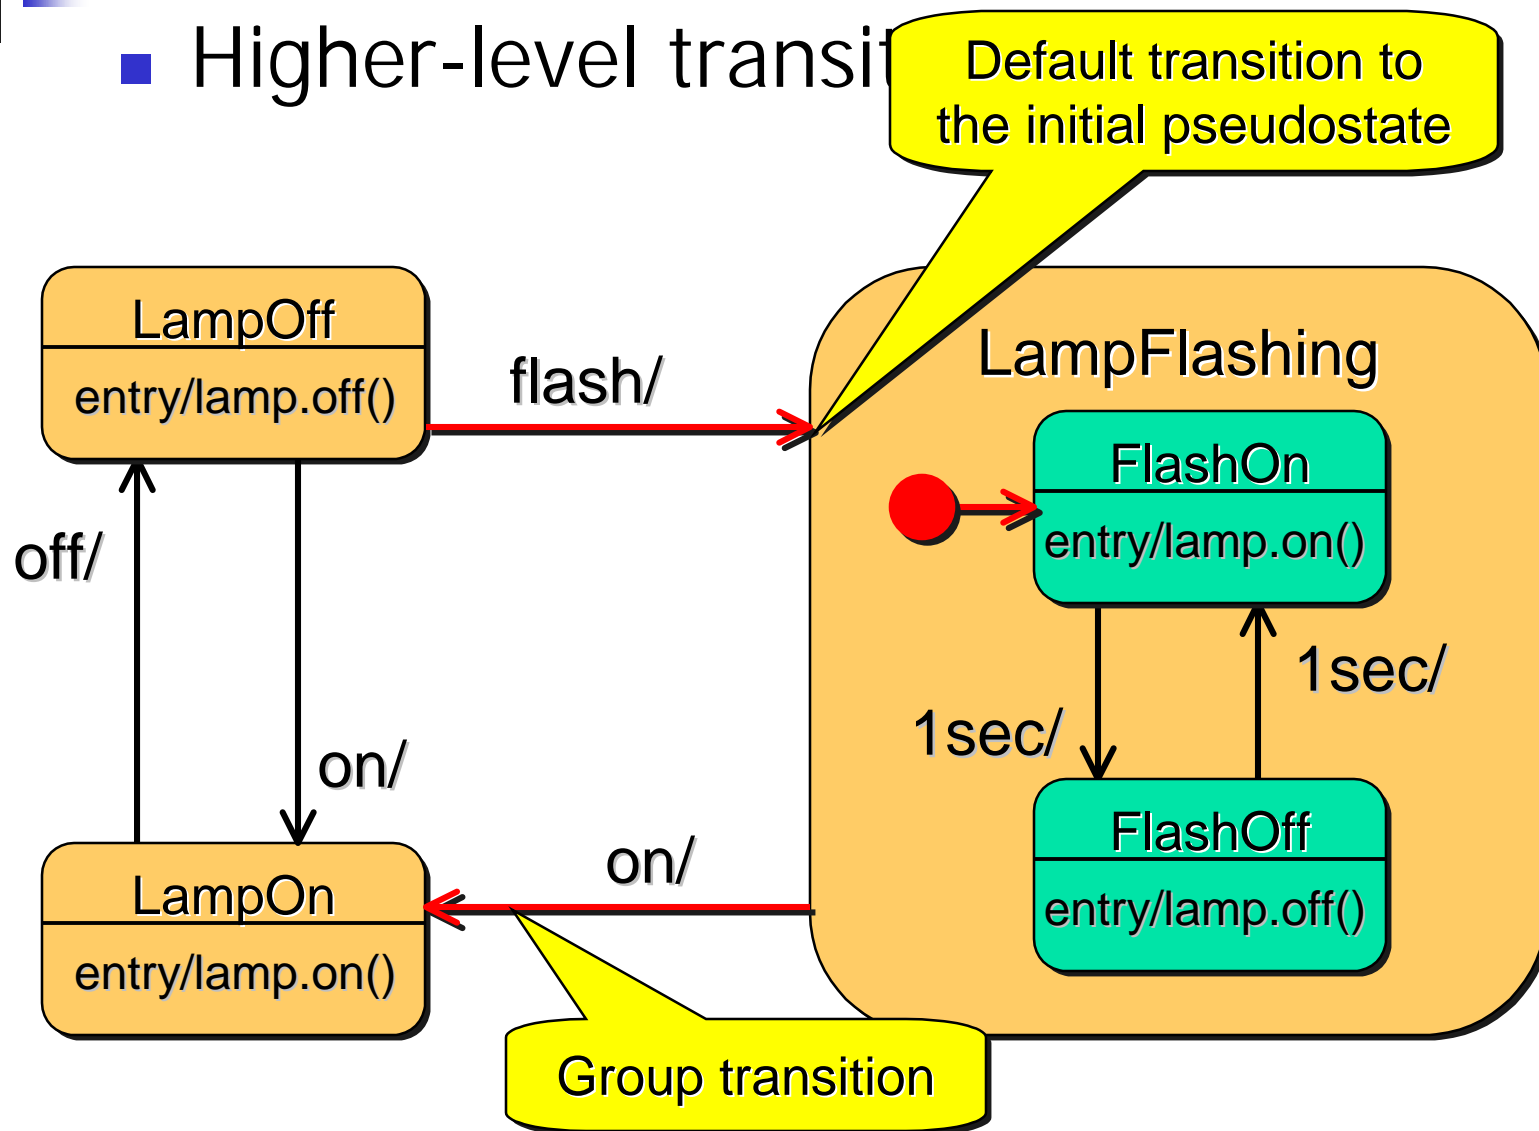 Higher-level transit
Default transition to
the initial pseudostate
LampOff
entry/lamp.off()
flash/
LampFlashing
FlashOn
entry/lamp.on()
off/
on/
1sec/
1sec/
LampOn
entry/lamp.on()
on/
FlashOff
entry/lamp.off()
Group transition